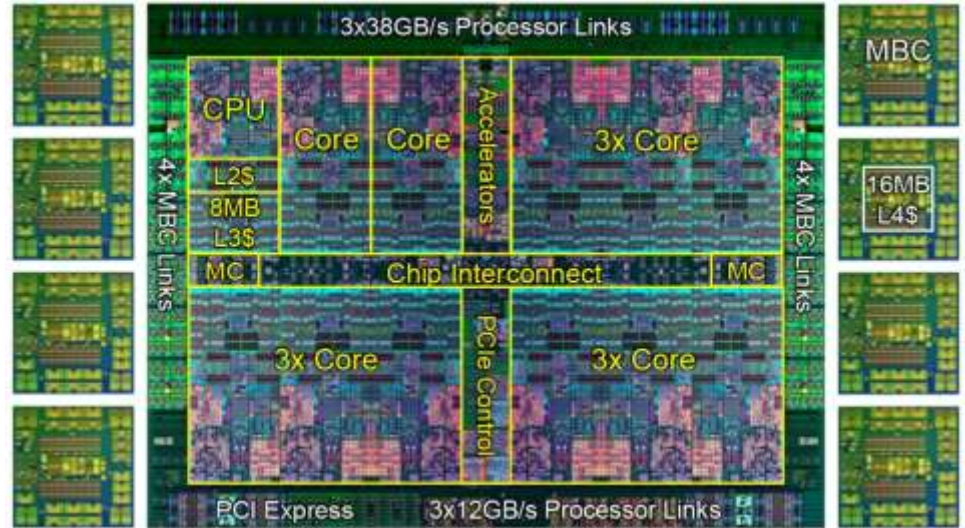 3x38GB/s Processor Links
MBC
CPU
Core
Core
Accelerators
3x Core
L2$
8MB
L3$
4x MBC Links
4x MBC Links
16MB
L4$
MC
Chip Interconnect
MC
3x Core
PCIe Control
3x Core
PCI Express
3x12GB/s Processor Links